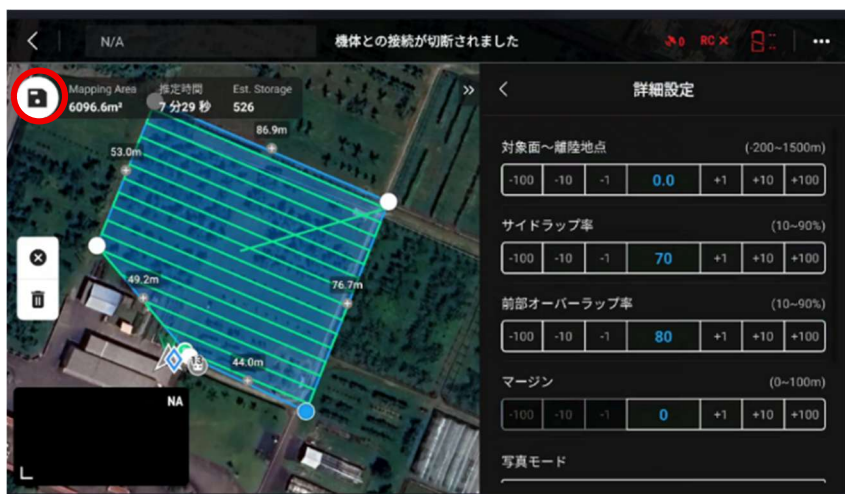 N/A
機体との接続が切断されました
0
RC ×
Mapping Area
6096.6m²
推定時間
7 分29 秒
Est. Storage
526
86.9m
53.0m
49.2m
76.7m
44.0m
NA
詳細設定
対象面～離陸地点 (-200~1500m)
-100 -10 -1 0.0 +1 +10 +100
サイドラップ率 (10~90%)
-100 -10 -1 70 +1 +10 +100
前部オーバーラップ率 (10~90%)
-100 -10 -1 80 +1 +10 +100
マージン (0~100m)
-100 -10 -1 0 +1 +10 +100
写真モード